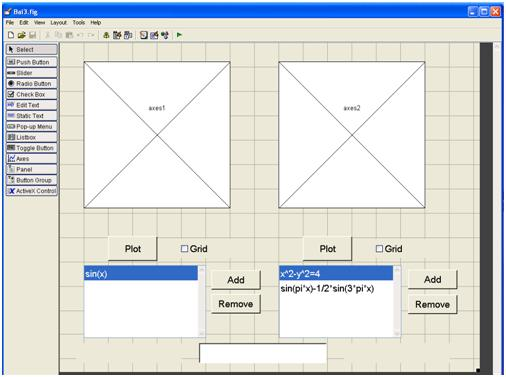 Bai3.fig
File Edit View Layout Tools Help
Select
Push Button
Slider
Radio Button
Check Box
Edit Text
Static Text
Pop-up Menu
Listbox
Toggle Button
Axes
Panel
Button Group
ActiveX Control
axes1
axes2
Plot Grid
Plot Grid
sin(x)
Add
Remove
x^2-y^2=4
sin(pi*x)-1/2*sin(3*pi*x)
Add
Remove